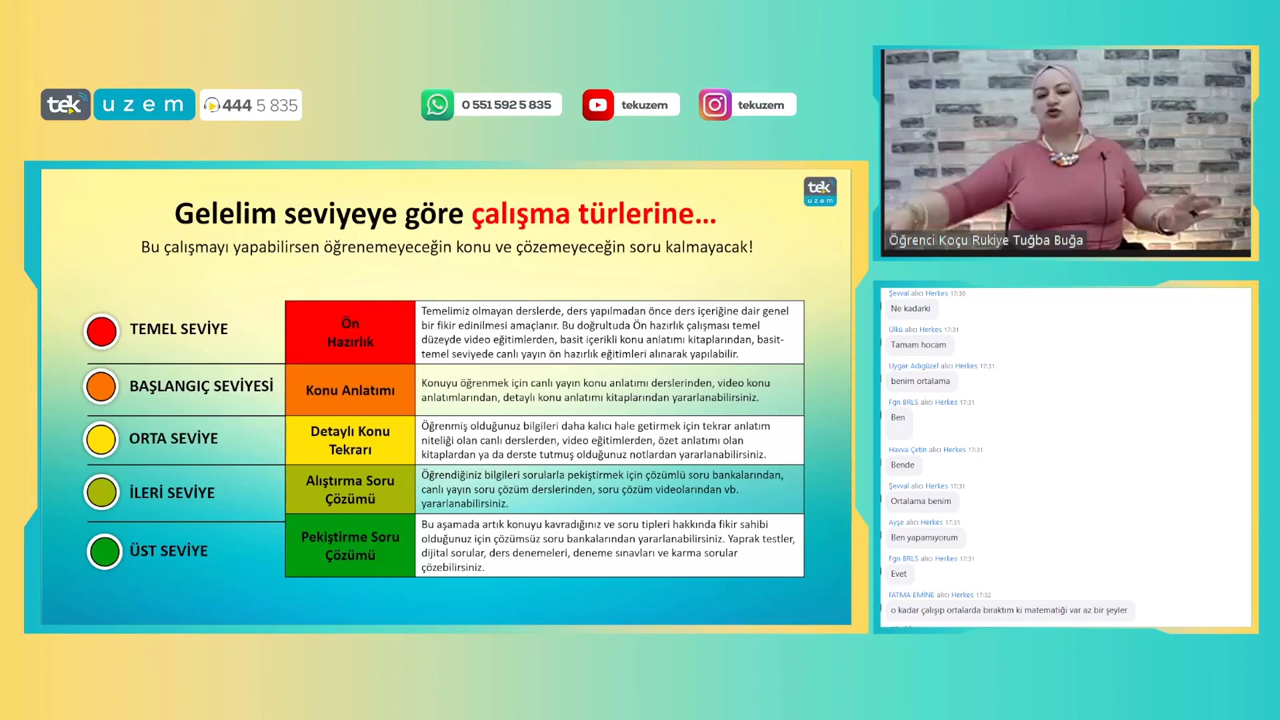 tek uzem 444 5 835
0 551 592 5 835
tekuzem
tekuzem
tek
uzem
Gelelim seviyeye göre çalışma türlerine...
Bu çalışmayı yapabilirsen öğrenemeyeceğin konu ve çözemeyeceğin soru kalmayacak!
TEMEL SEVİYE
Ön
Hazırlık
Temelimiz olmayan derslerde, ders yapılmadan önce ders içeriğine dair genel
bir fikir edinilmesi amaçlanır. Bu doğrultuda Ön hazırlık çalışması temel
düzeyde video eğitimlerden, basit içerikli konu anlatımı kitaplarından, basit-
temel seviyede canlı yayın ön hazırlık eğitimleri alınarak yapılabilir.
BAŞLANGIÇ SEVİYESİ
Konu Anlatımı
Konuyu öğrenmek için canlı yayın konu anlatımı derslerinden, video konu
anlatımlarından, detaylı konu anlatımı kitaplarından yararlanabilirsiniz.
ORTA SEVİYE
Detaylı Konu
Tekrarı
Öğrenmiş olduğunuz bilgileri daha kalıcı hale getirmek için tekrar anlatım
niteliği olan canlı derslerden, video eğitimlerden, özet anlatımı olan
kitaplardan ya da derste tutmuş olduğunuz notlardan yararlanabilirsiniz.
İLERİ SEVİYE
Alıştırma Soru
Çözümü
Öğrendiğiniz bilgileri sorularla pekiştirmek için çözümlü soru bankalarından,
canlı yayın soru çözüm derslerinden, soru çözüm videolarından vb.
yararlanabilirsiniz.
ÜST SEVİYE
Pekiştirme Soru
Çözümü
Bu aşamada artık konuyu kavradığınız ve soru tipleri hakkında fikir sahibi
olduğunuz için çözümsüz soru bankalarından yararlanabilirsiniz. Yaprak testler,
dijital sorular, ders denemeleri, deneme sınavları ve karma sorular
çözebilirsiniz.
Öğrenci Koçu Rukiye Tuğba Buğa
Şevval alıcı Herkes 17:30
Ne kadarki
Ülkü alıcı Herkes 17:31
Tamam hocam
Uygar Adıgüzel alıcı Herkes 17:31
benim ortalama
Fgn BRLS alıcı Herkes 17:31
Ben
Havva Çetin alıcı Herkes 17:31
Bende
Şevval alıcı Herkes 17:31
Ortalama benim
Ayşe alıcı Herkes 17:31
Ben yapamıyorum
Fgn BRLS alıcı Herkes 17:31
Evet
FATMA EMİNE alıcı Herkes 17:32
o kadar çalışıp ortalarda bıraktım ki matematiği var az bir şeyler